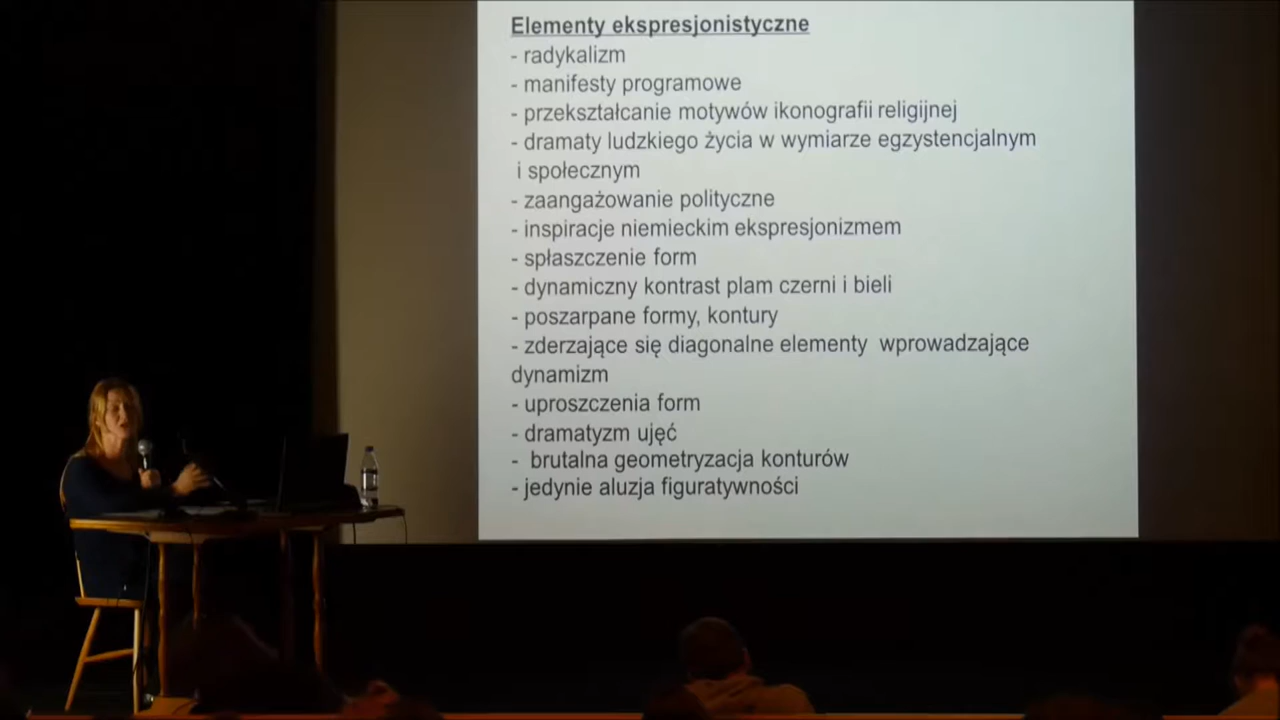 Elementy ekspresjonistyczne
- radykalizm
- manifesty programowe
- przekształcanie motywów ikonografii religijnej
- dramaty ludzkiego życia w wymiarze egzystencjalnym
i społecznym
- zaangażowanie polityczne
- inspiracje niemieckim ekspresjonizmem
- spłaszczenie form
- dynamiczny kontrast plam czerni i bieli
- poszarpane formy, kontury
- zderzające się diagonalne elementy wprowadzające
dynamizm
- uproszczenia form
- dramatyzm ujęć
- brutalna geometryzacja konturów
- jedynie aluzja figuratywności